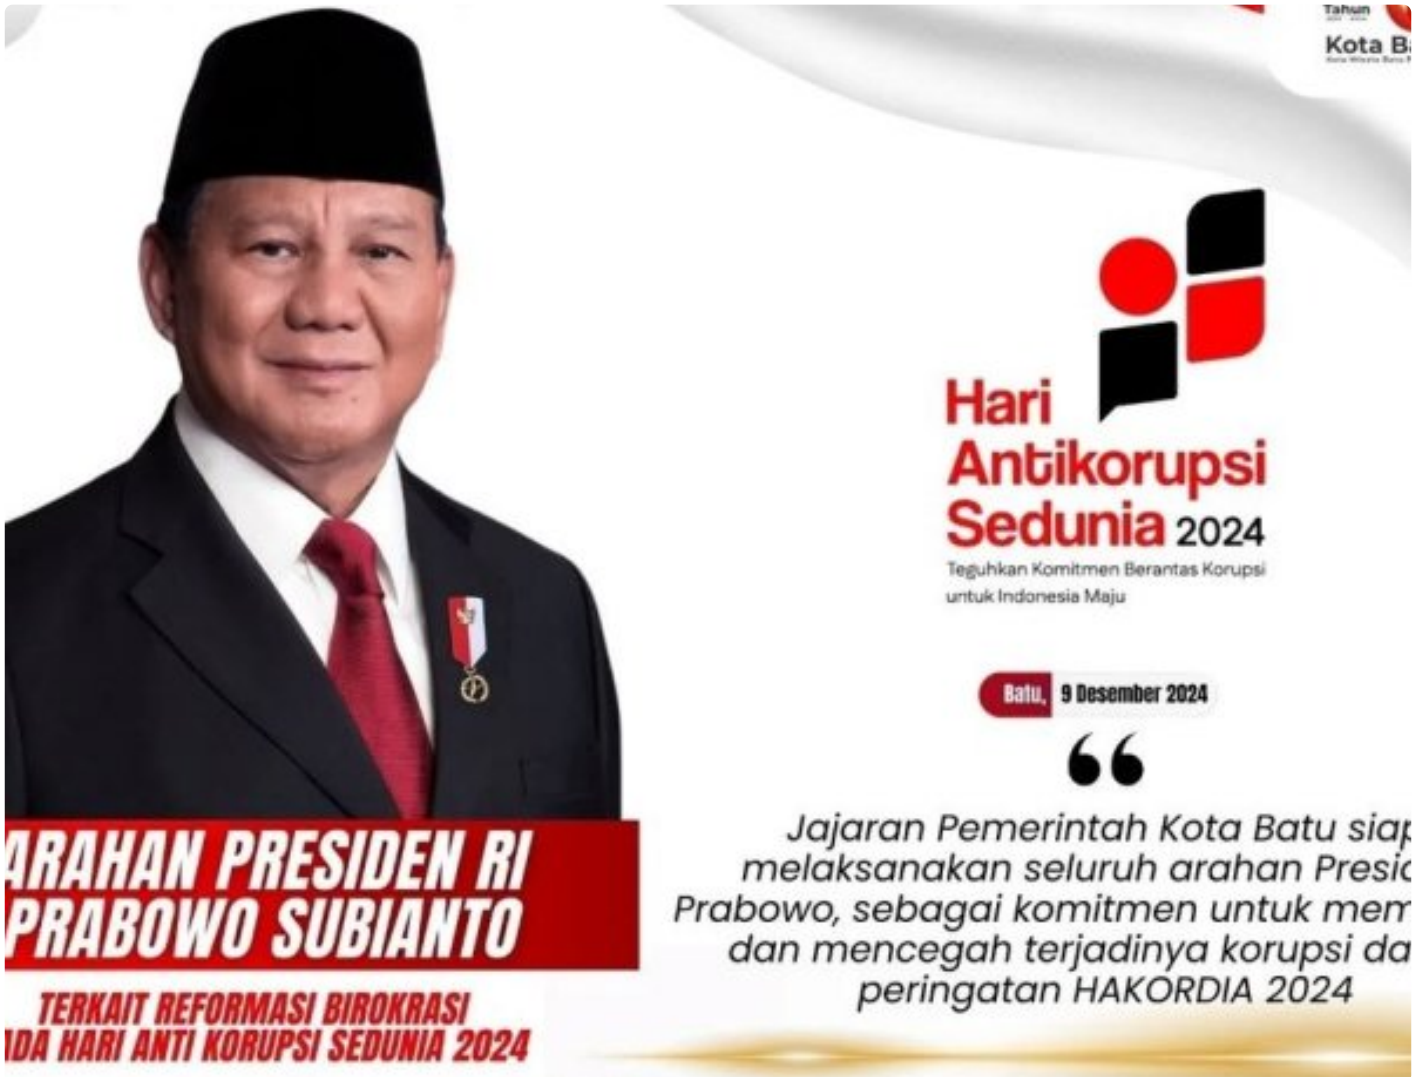 Tahun
Kota
Hari
Antikorupsi
Sedunia 2024
Teguhkan Komitmen Berantas Korupsi
untuk Indonesia Maju
Batu, 9 Desember 2024
“
Jajaran Pemerintah Kota Batu siap
melaksanakan seluruh arahan
Prabowo, sebagai komitmen untuk
dan mencegah terjadinya korupsi
peringatan HAKORDIA 2024
ARAHAN PRESIDEN RI
PRABOWO SUBIANTO
TERKAIT REFORMASI BIROKRASI
HARI ANTI KORUPSI SEDUNIA 2024